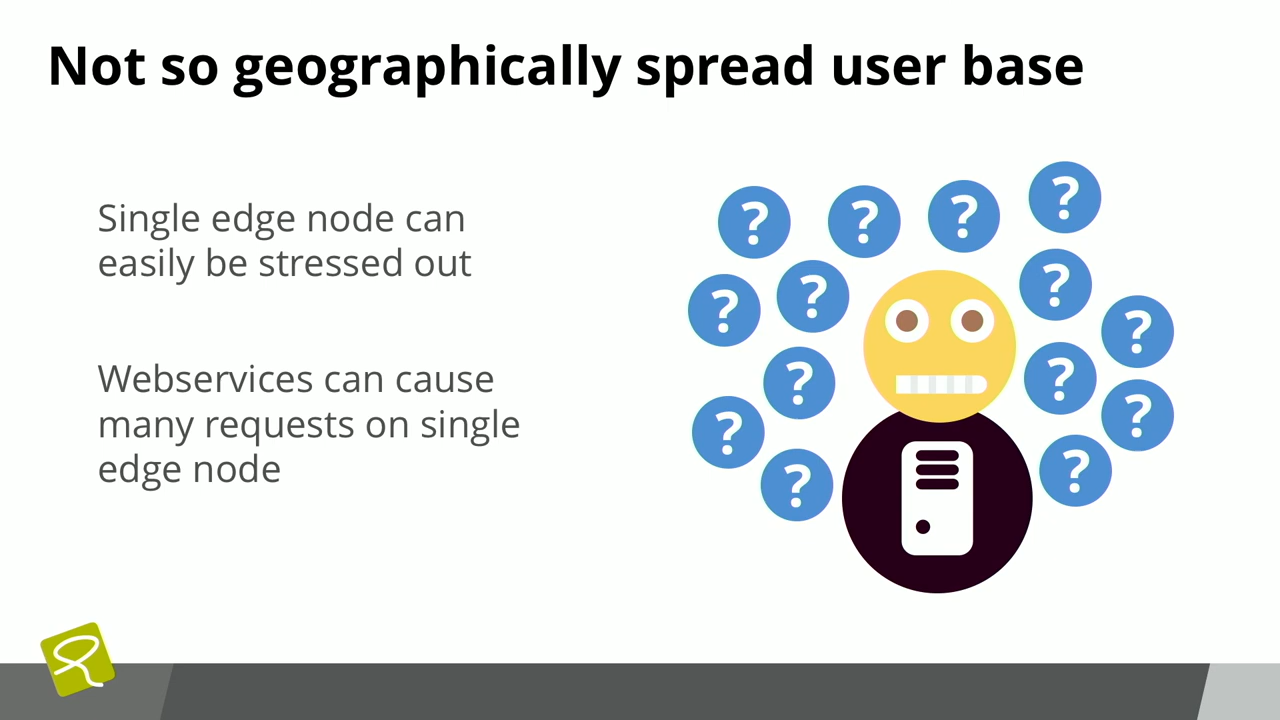 Not so geographically spread user base
Single edge node can
easily be stressed out
Webservices can cause
many requests on single
edge node
? ? ? ?
? ? ?
?
? ?
? ?
? ?